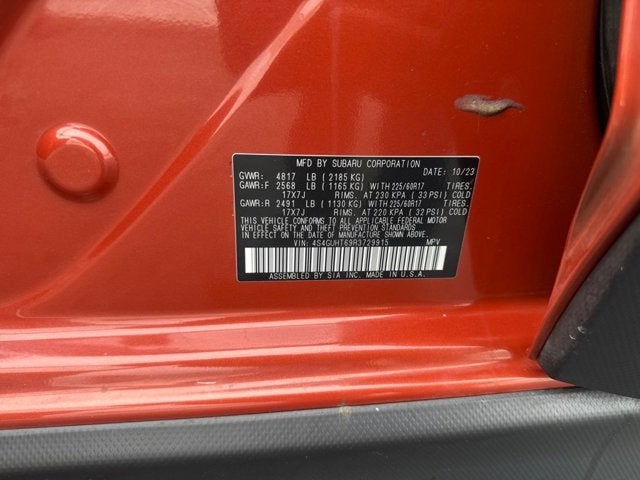 MFD BY SUBARU CORPORATION DATE: 10/23
GVWR: 4817 LB (2185 KG)
GAWR:F 2568 LB (1165 KG) WITH 225/60R17 TIRES.
17X7J RIMS. AT 230 KPA (33 PSI) COLD
GAWR:R 2491 LB (1130 KG) WITH 225/60R17 TIRES.
17X7J RIMS. AT 220 KPA (32 PSI) COLD
THIS VEHICLE CONFORMS TO ALL APPLICABLE FEDERAL MOTOR
VEHICLE SAFETY AND THEFT PREVENTION STANDARDS
IN EFFECT ON THE DATE OF MANUFACTURE SHOWN ABOVE.
VIN: 4S4GUHT69R3729915 MPV
ASSEMBLED BY SIA INC. MADE IN U.S.A.